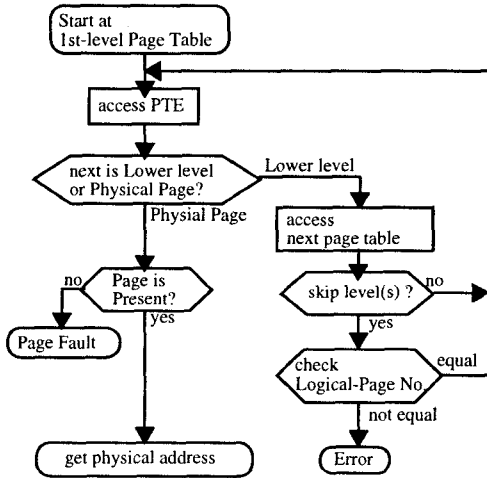 Start at
1st-level Page Table
access PTE
next is Lower level
or Physical Page?
Lower level
Physial Page
access
next page table
no
Page is
Present?
yes
skip level(s) ?
no
yes
Page Fault
check
Logical-Page No.
equal
not equal
get physical address
Error